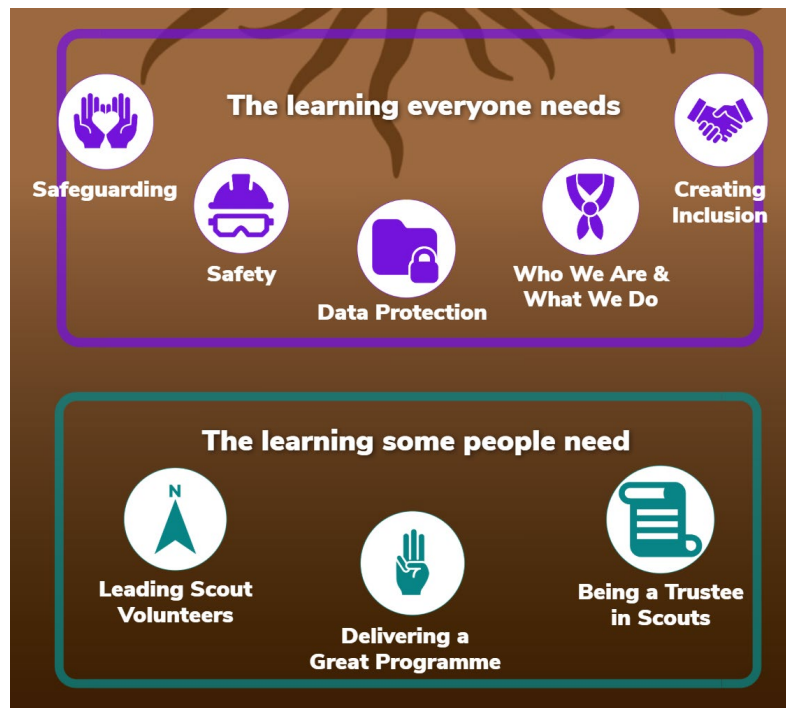 The learning everyone needs
Safeguarding
Safety
Data Protection
Who We Are &
What We Do
Creating
Inclusion
The learning some people need
N
Leading Scout
Volunteers
Delivering a
Great Programme
Being a Trustee
in Scouts